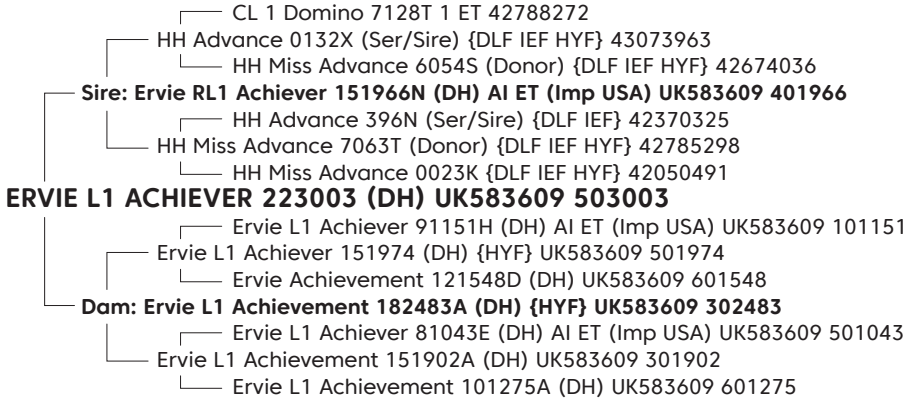 CL 1 Domino 7128T 1 ET 42788272
HH Advance 0132X (Ser/Sire) {DLF IEF HYF} 43073963
HH Miss Advance 6054S (Donor) {DLF IEF HYF} 42674036
Sire: Ervie RL1 Achiever 151966N (DH) AI ET (Imp USA) UK583609 401966
HH Advance 396N (Ser/Sire) {DLF IEF} 42370325
HH Miss Advance 7063T (Donor) {DLF IEF HYF} 42785298
HH Miss Advance 0023K {DLF IEF HYF} 42050491
ERVIE L1 ACHIEVER 223003 (DH) UK583609 503003
Ervie L1 Achiever 91151H (DH) AI ET (Imp USA) UK583609 101151
Ervie L1 Achiever 151974 (DH) {HYF} UK583609 501974
Ervie Achievement 121548D (DH) UK583609 601548
Dam: Ervie L1 Achievement 182483A (DH) {HYF} UK583609 302483
Ervie L1 Achiever 81043E (DH) AI ET (Imp USA) UK583609 501043
Ervie L1 Achievement 151902A (DH) UK583609 301902
Ervie L1 Achievement 101275A (DH) UK583609 601275